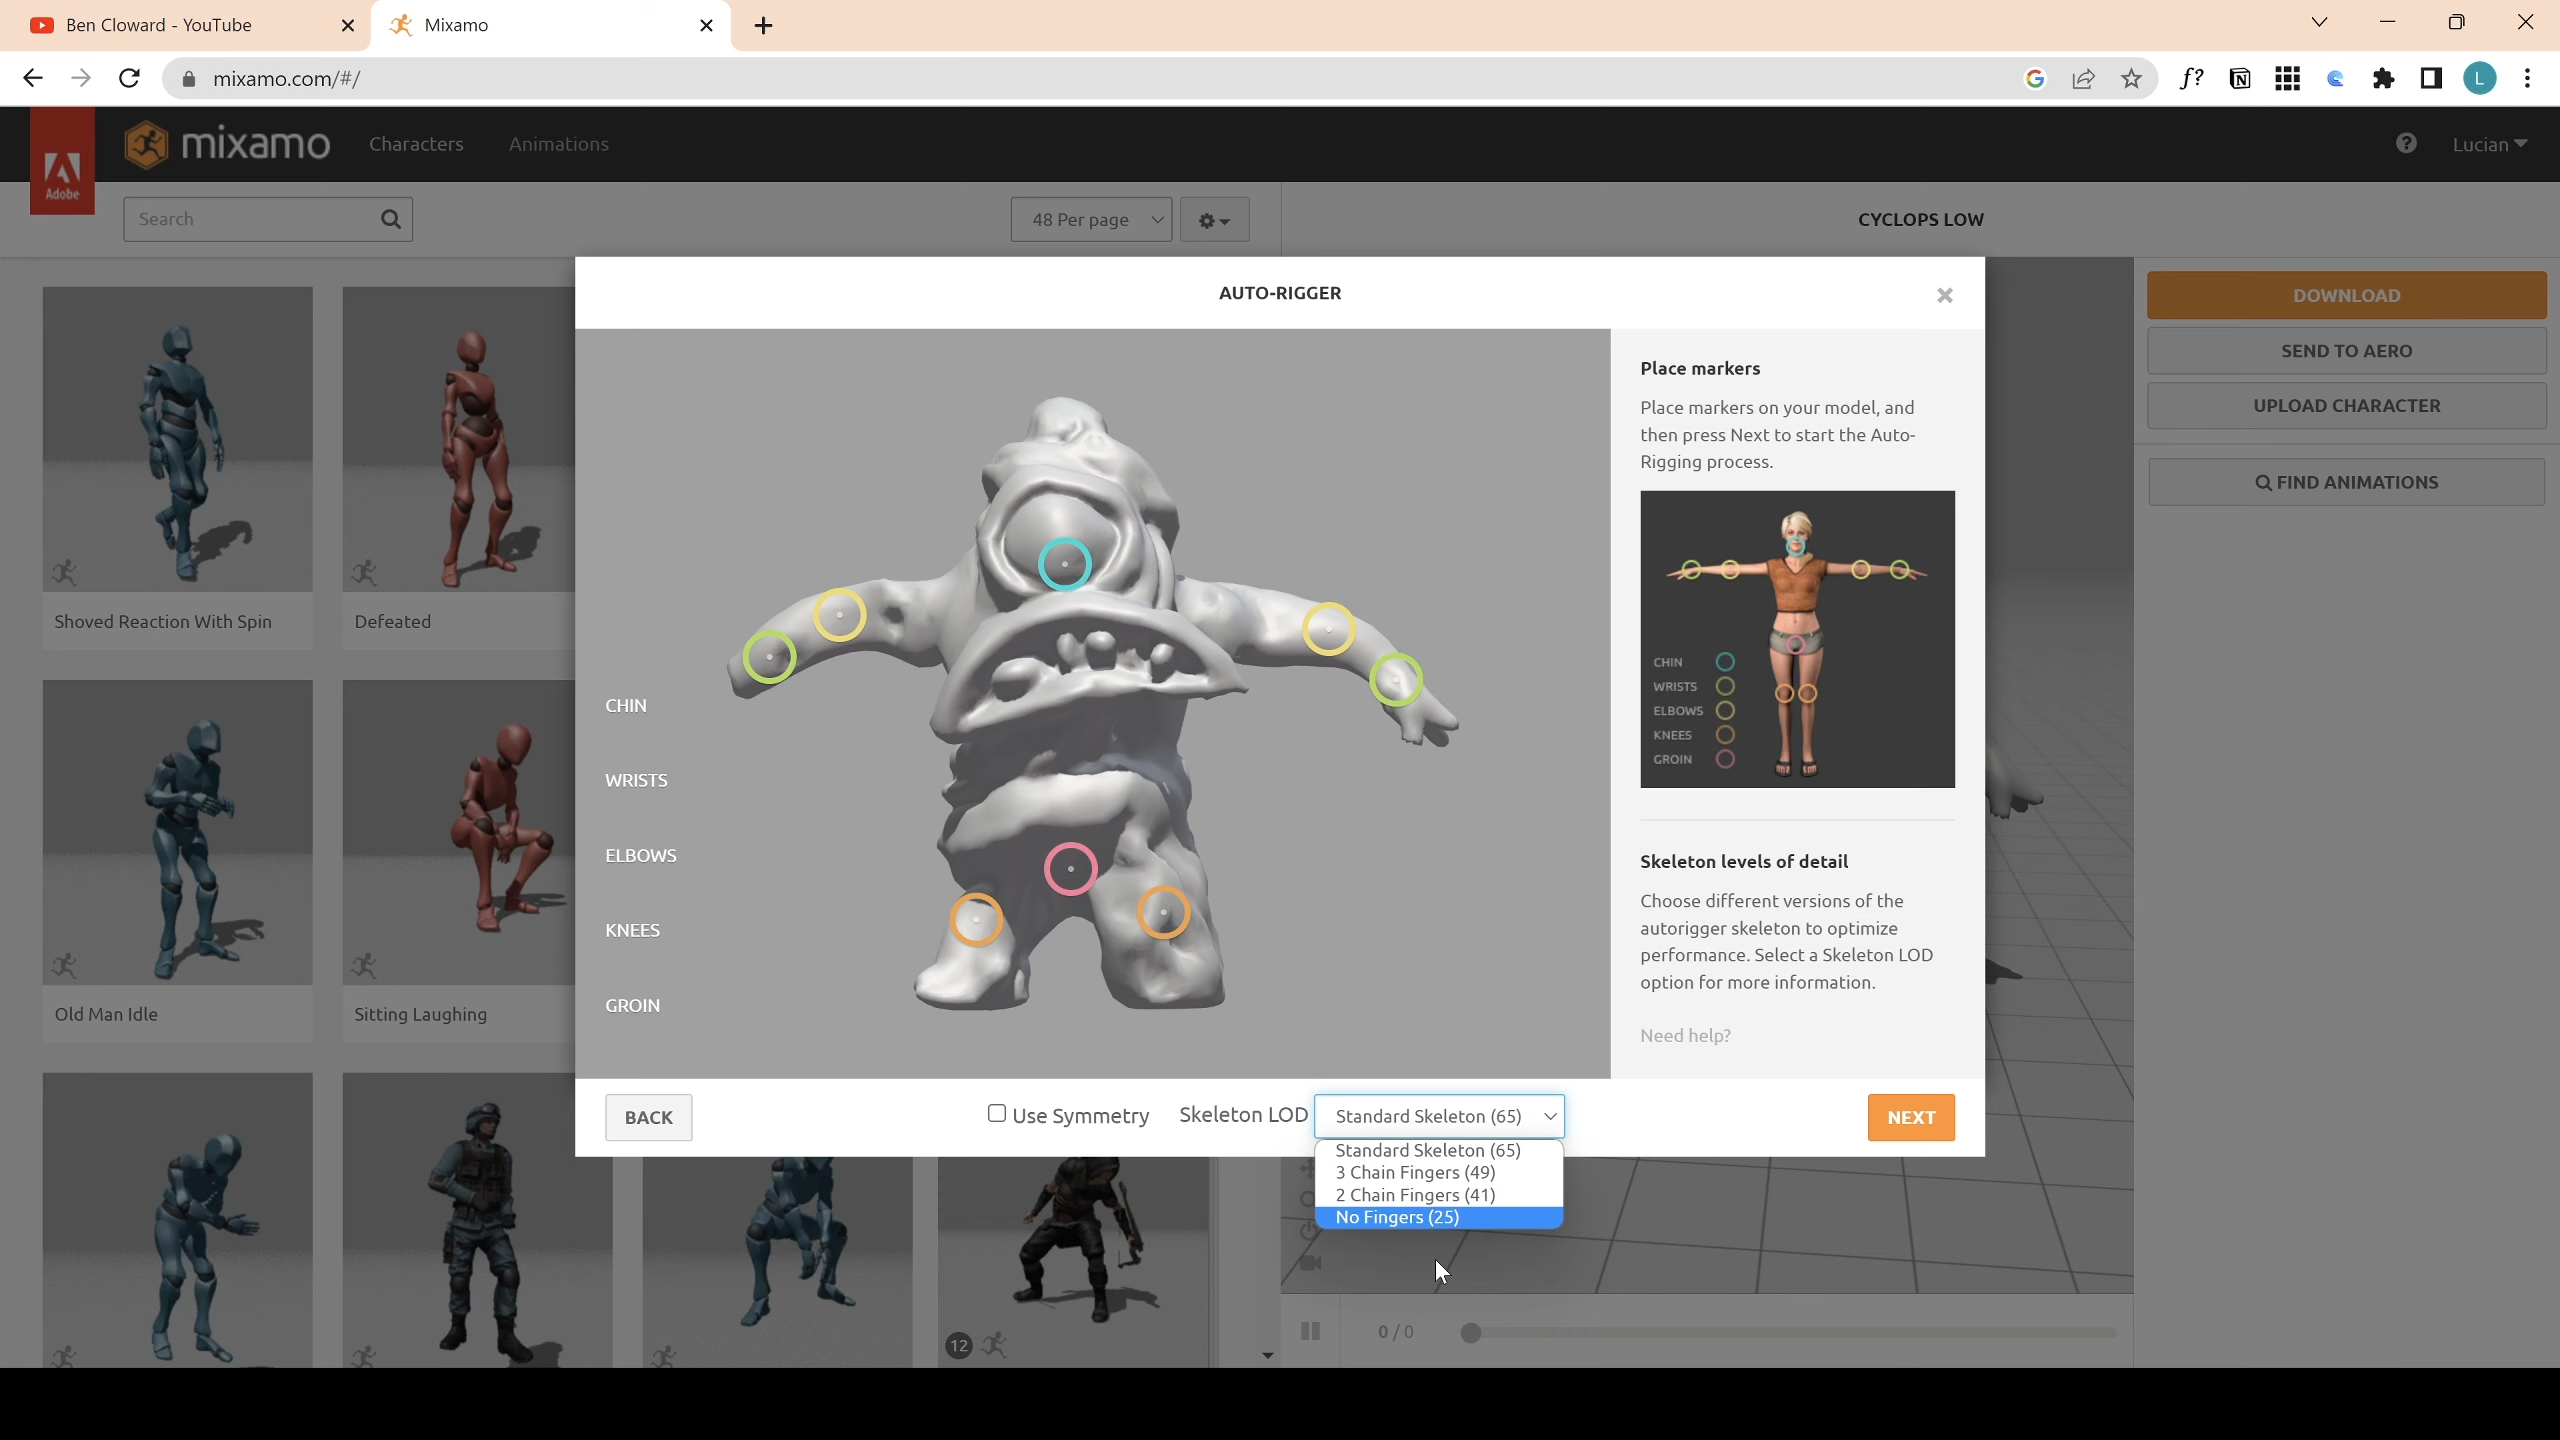 Ben Cloward - YouTube
Mixamo
mixamo.com/#/
f?
L
Adobe
mixamo
Characters
Animations
Lucian
Search
48 Per page
CYCLOPS LOW
AUTO-RIGGER
DOWNLOAD
SEND TO AERO
UPLOAD CHARACTER
FIND ANIMATIONS
Shoved Reaction With Spin
Defeated
Old Man Idle
Sitting Laughing
CHIN
WRISTS
ELBOWS
KNEES
GROIN
Place markers
Place markers on your model, and
then press Next to start the Auto-
Rigging process.
CHIN
WRISTS
ELBOWS
KNEES
GROIN
Skeleton levels of detail
Choose different versions of the
autorigger skeleton to optimize
performance. Select a Skeleton LOD
option for more information.
Need help?
BACK
Use Symmetry
Skeleton LOD
Standard Skeleton (65)
NEXT
Standard Skeleton (65)
3 Chain Fingers (49)
2 Chain Fingers (41)
No Fingers (25)
12
0 / 0